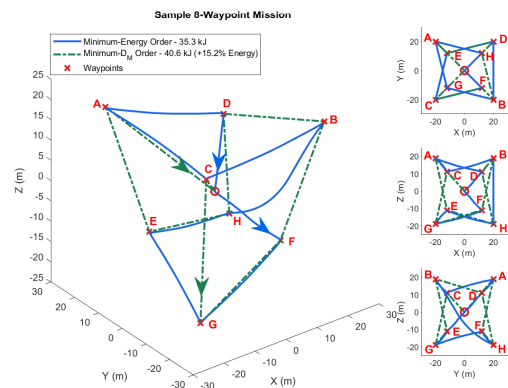 Sample 8-Waypoint Mission
Minimum-Energy Order - 35.3 kJ
Minimum-DM Order - 40.6 kJ (+15.2% Energy)
Waypoints
25
20
15
10
5
0
-5
-10
-15
-20
-25
Z (m)
30
20
10
0
-10
-20
-30
Y (m)
-30
-20
-10
0
10
20
30
X (m)
A
D
B
C
O
E
H
F
G
A
D
E
H
O
G
F
C
B
20
0
-20
Y (m)
-20
0
20
X (m)
A
B
C
D
O
E
F
G
H
20
0
-20
Z (m)
-20
0
20
X (m)
B
A
C
D
O
E
F
G
H
20
0
-20
Z (m)
-20
0
20
Y (m)